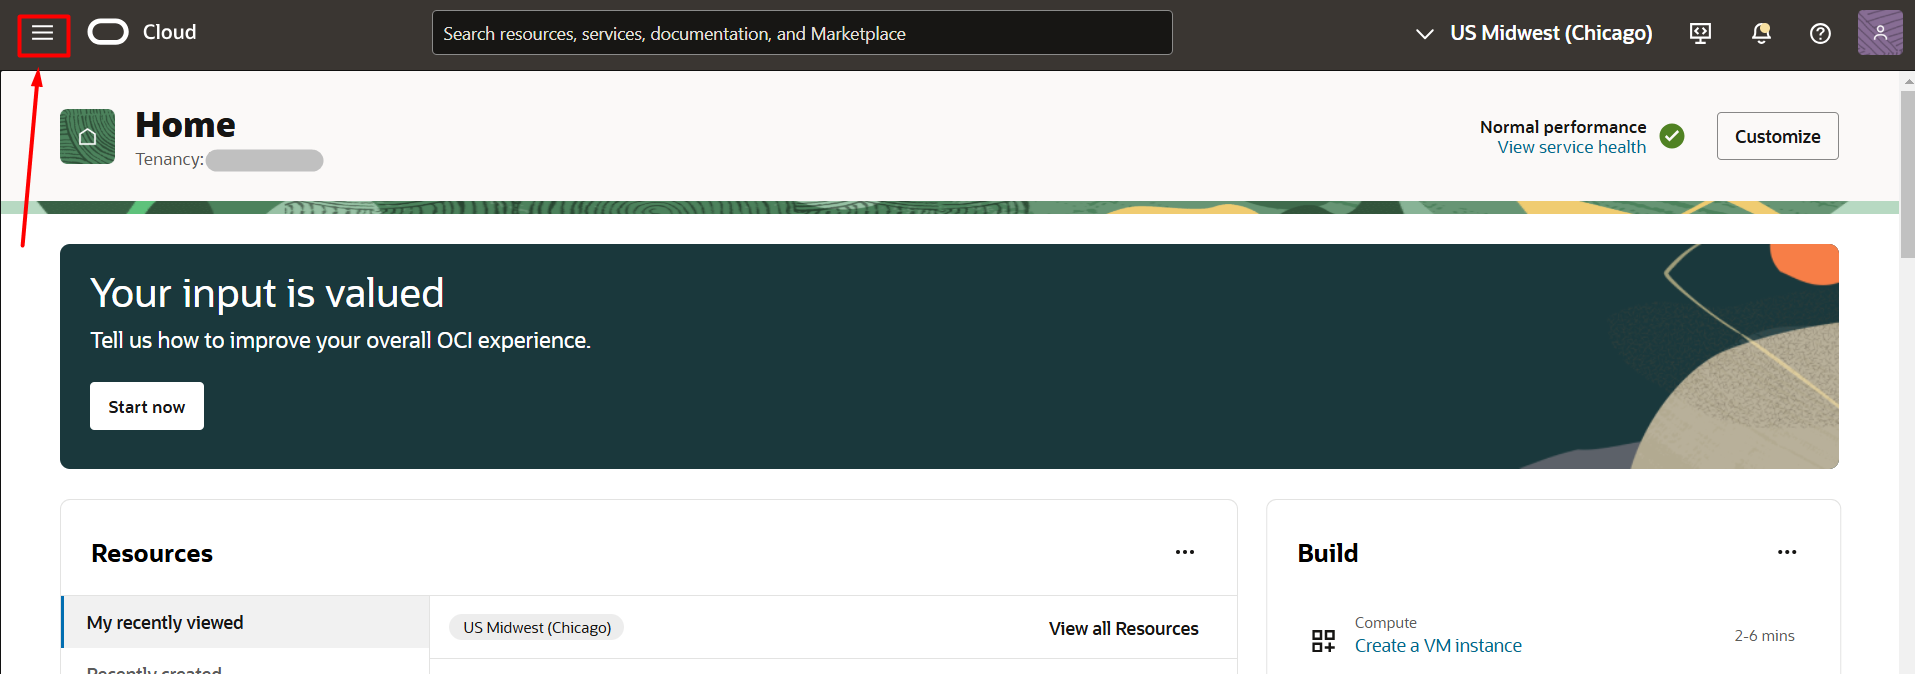 Cloud
Search resources, services, documentation, and Marketplace
US Midwest (Chicago)
Home
Tenancy:
Normal performance
View service health
Customize
Your input is valued
Tell us how to improve your overall OCI experience.
Start now
Resources
My recently viewed
Recently created
US Midwest (Chicago)
View all Resources
Build
Compute
Create a VM instance
2-6 mins